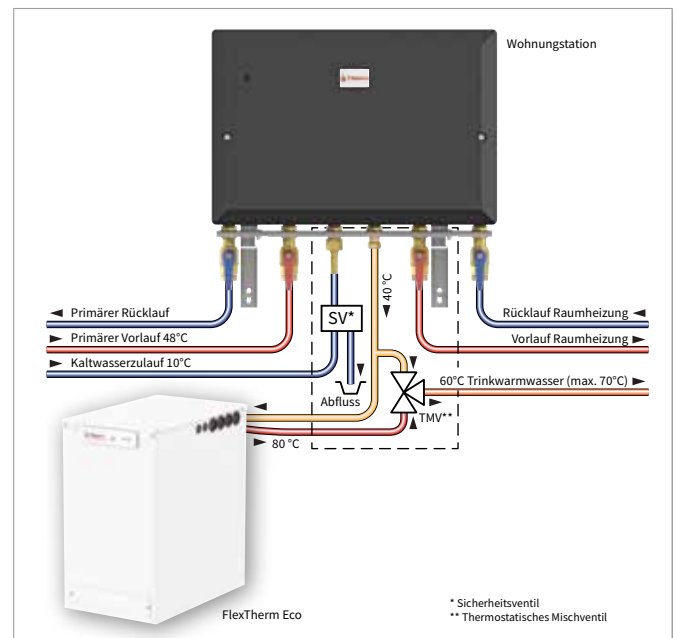 Wohnungstation
40 °C
Primärer Rücklauf
Rücklauf Raumheizung
SV*
Primärer Vorlauf 48°C
Vorlauf Raumheizung
Kaltwasserzulauf 10°C
60°C Trinkwarmwasser (max. 70°C)
Abfluss
TMV**
80 °C
FlexTherm Eco
* Sicherheitsventil
** Thermostatisches Mischventil